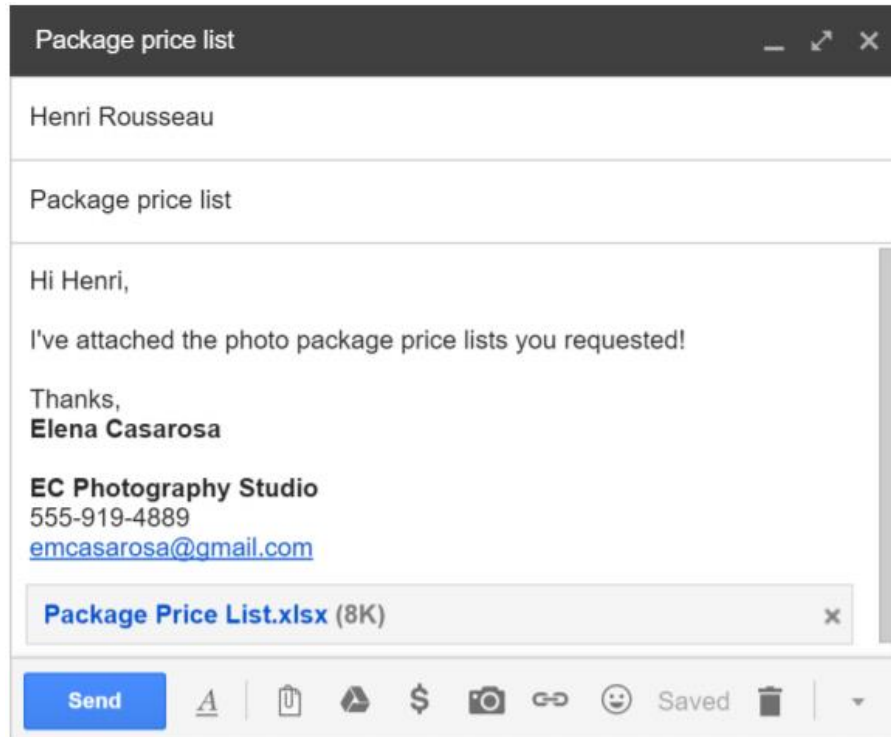 Package price list
Henri Rousseau
Package price list
Hi Henri,
I've attached the photo package price lists you requested!
Thanks,
Elena Casarosa
EC Photography Studio
555-919-4889
emcasarosa@gmail.com
Package Price List.xlsx (8K)
Send A $ Saved